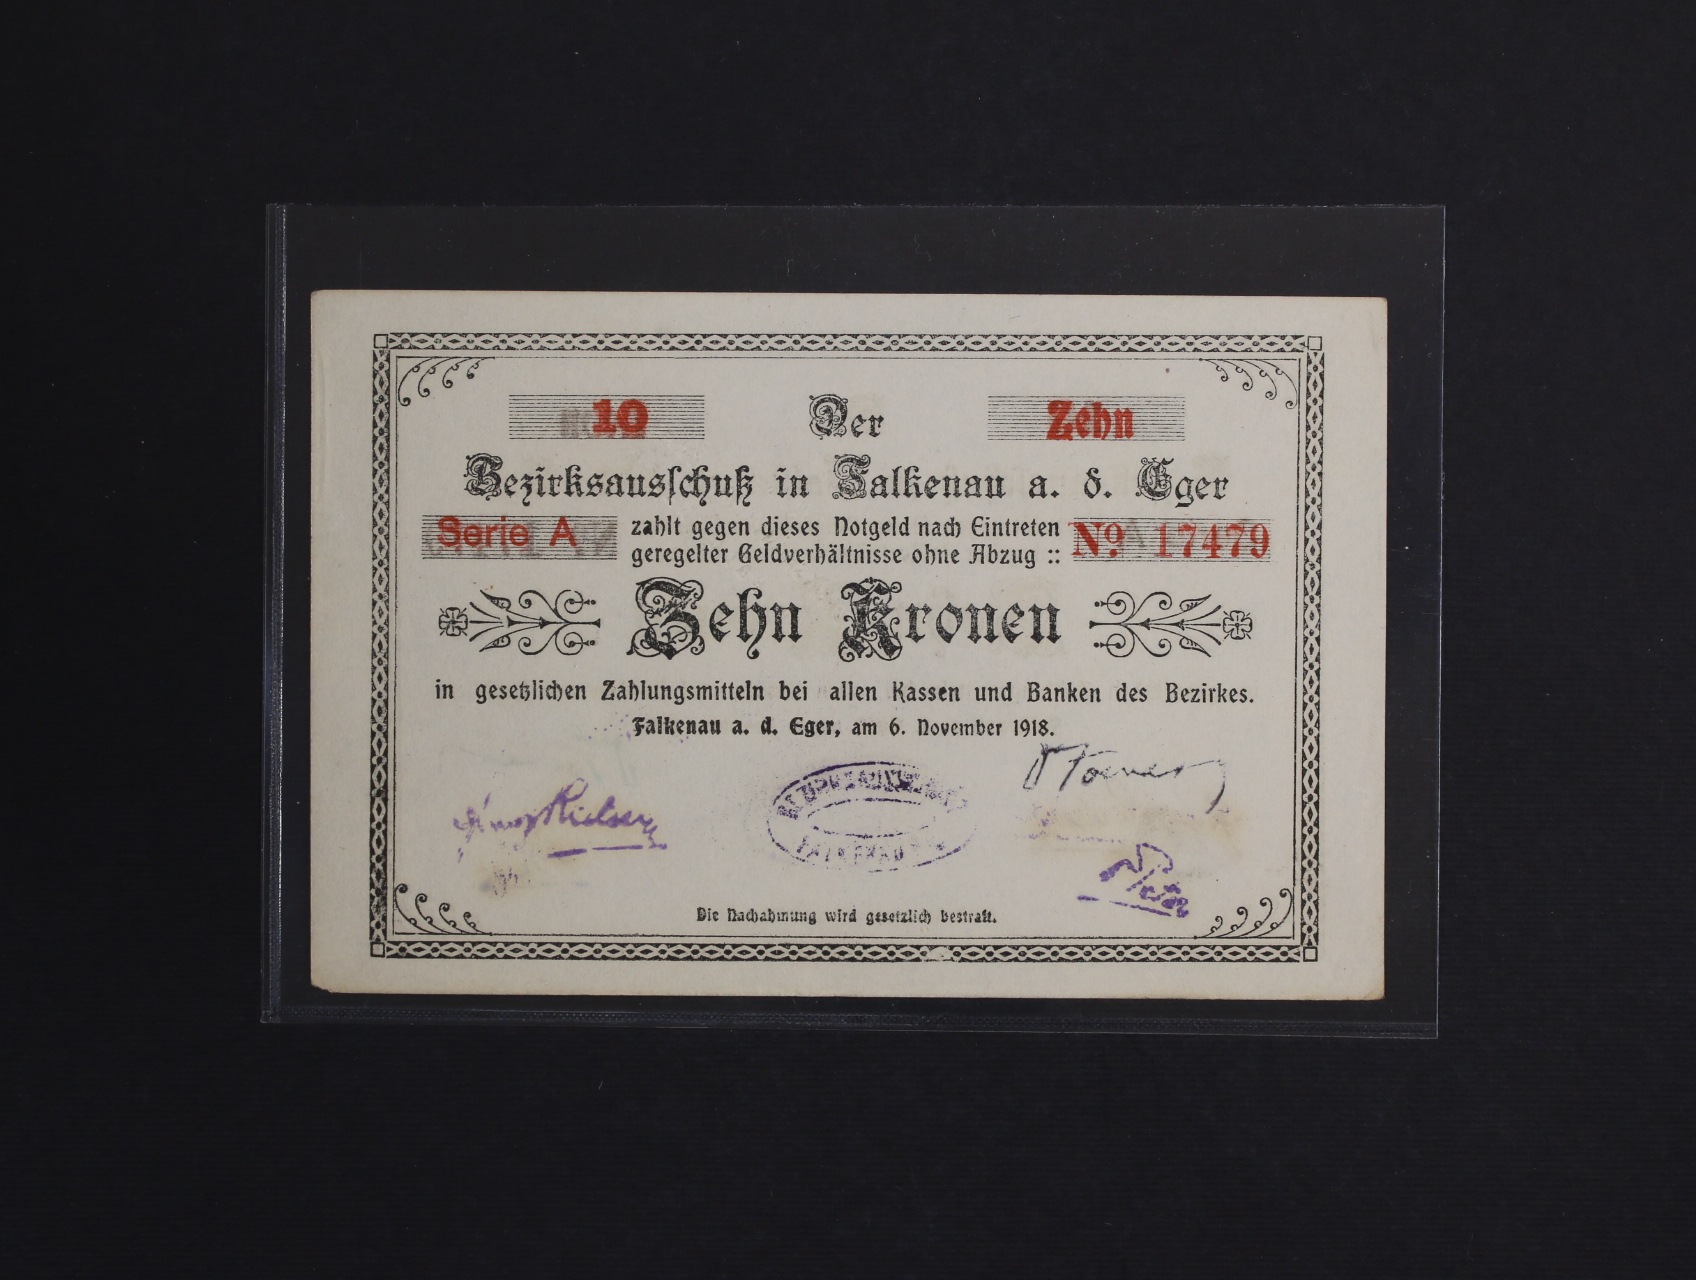 10 Der Zehn
Bezirksausschuß in Falkenau a. d. Eger
Serie A zahlt gegen dieses Notgeld nach Eintreten No. 17479
geregelter Geldverhältnisse ohne Abzug ::
Zehn Kronen
in gesetzlichen Zahlungsmitteln bei allen Kassen und Banken des Bezirkes.
Falkenau a. d. Eger, am 6. November 1918.
Die Nachahmung wird gesetzlich bestraft.